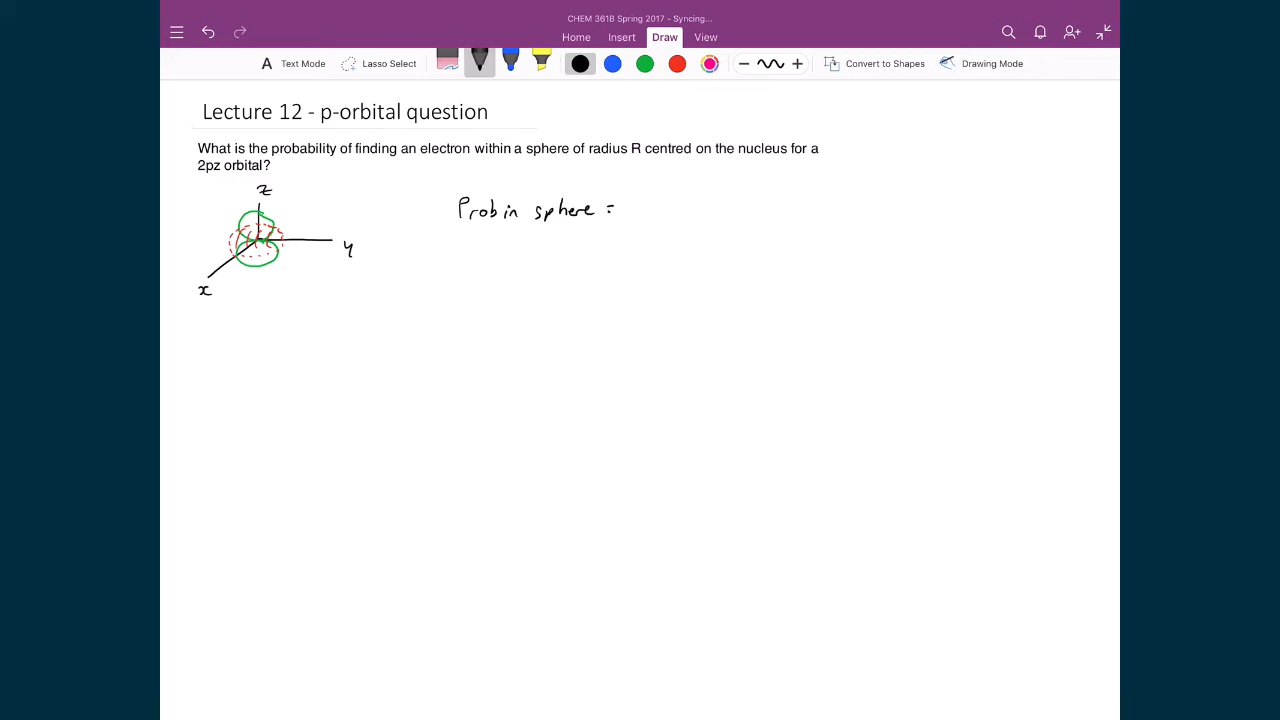 CHEM 361B Spring 2017 - Syncing...
Home Insert Draw View
Text Mode Lasso Select Convert to Shapes Drawing Mode
Lecture 12 - p-orbital question
What is the probability of finding an electron within a sphere of radius R centred on the nucleus for a
2pz orbital?
z
Prob in sphere =
y
x